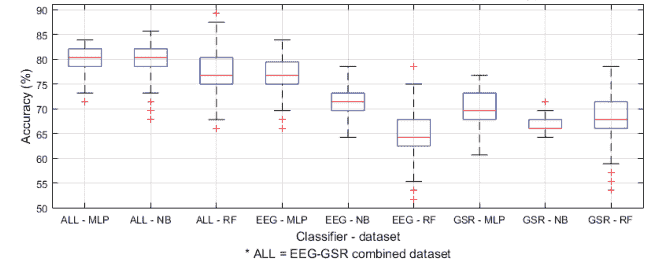 90
85
80
75
70
65
60
55
50
Accuracy (%)
ALL - MLP ALL - NB ALL - RF EEG - MLP EEG - NB EEG - RF GSR - MLP GSR - NB GSR - RF
Classifier - dataset
* ALL = EEG-GSR combined dataset